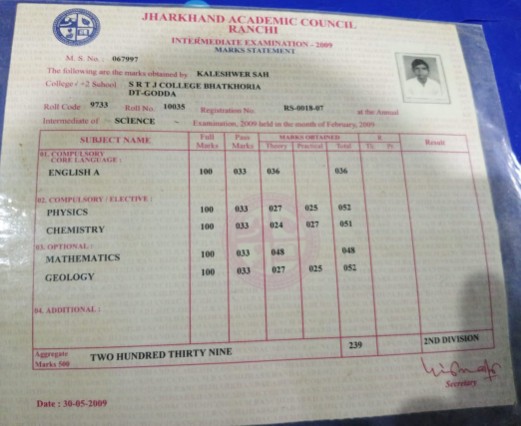 JHARKHAND ACADEMIC COUNCIL
RANCHI
INTERMEDIATE EXAMINATION - 2009
MARKS STATEMENT
M. S. No. : 067997
The following are the marks obtained by KALESHWER SAH
College / +2 School S R T J COLLEGE BHATKHORIA
DT-GODDA
Roll Code 9733 Roll No. 10035 Registration No. RS-0018-07 at the Annual
Intermediate of ~ SCIENCE ~ Examination, 2009 held in the month of February, 2009
SUBJECT NAME Full Marks Pass Marks MARKS OBTAINED Theory Practical Total Th. Pr. Result
01. COMPULSORY
CORE LANGUAGE :
ENGLISH A 100 033 036 036
02. COMPULSORY / ELECTIVE :
PHYSICS 100 033 027 025 052
CHEMISTRY 100 033 024 027 051
03. OPTIONAL :
MATHEMATICS 100 033 048 048
GEOLOGY 100 033 027 025 052
04. ADDITIONAL :
Aggregate Marks 500 TWO HUNDRED THIRTY NINE 239 2ND DIVISION
Secretary
Date : 30-05-2009